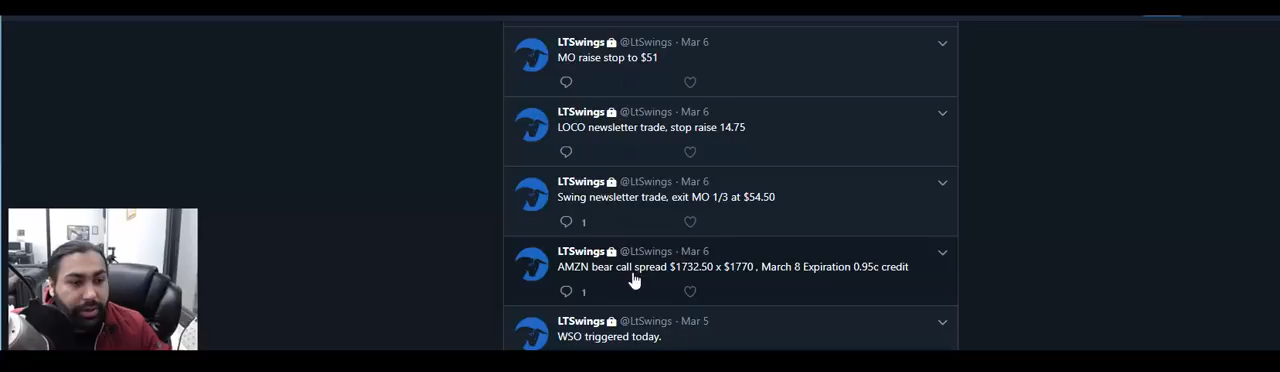 LTSwings @LtSwings · Mar 6
MO raise stop to $51
LTSwings @LtSwings · Mar 6
LOCO newsletter trade, stop raise 14.75
LTSwings @LtSwings · Mar 6
Swing newsletter trade, exit MO 1/3 at $54.50
1
LTSwings @LtSwings · Mar 6
AMZN bear call spread $1732.50 x $1770 , March 8 Expiration 0.95c credit
1
LTSwings @LtSwings · Mar 5
WSO triggered today.